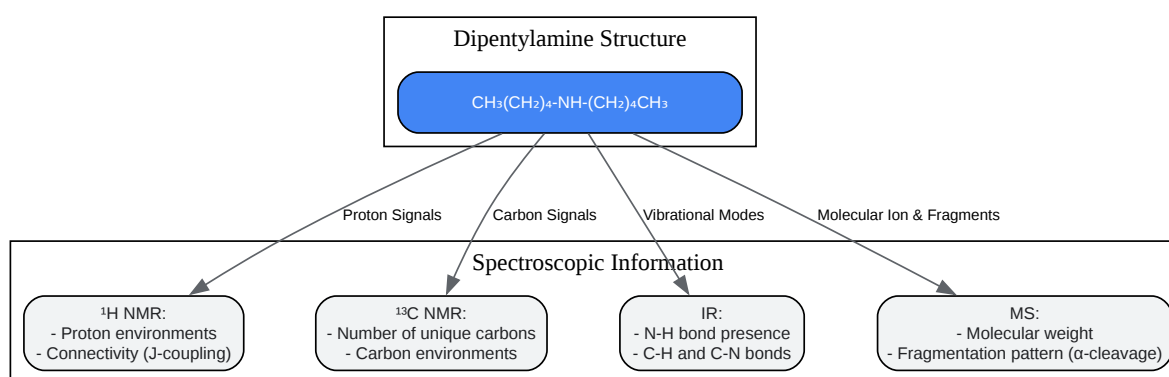 Dipentylamine Structure
CH₃(CH₂)₄-NH-(CH₂)₄CH₃
Proton Signals
Carbon Signals
Vibrational Modes
Molecular Ion & Fragments
Spectroscopic Information
¹H NMR:
- Proton environments
- Connectivity (J-coupling)
¹³C NMR:
- Number of unique carbons
- Carbon environments
IR:
- N-H bond presence
- C-H and C-N bonds
MS:
- Molecular weight
- Fragmentation pattern (α-cleavage)